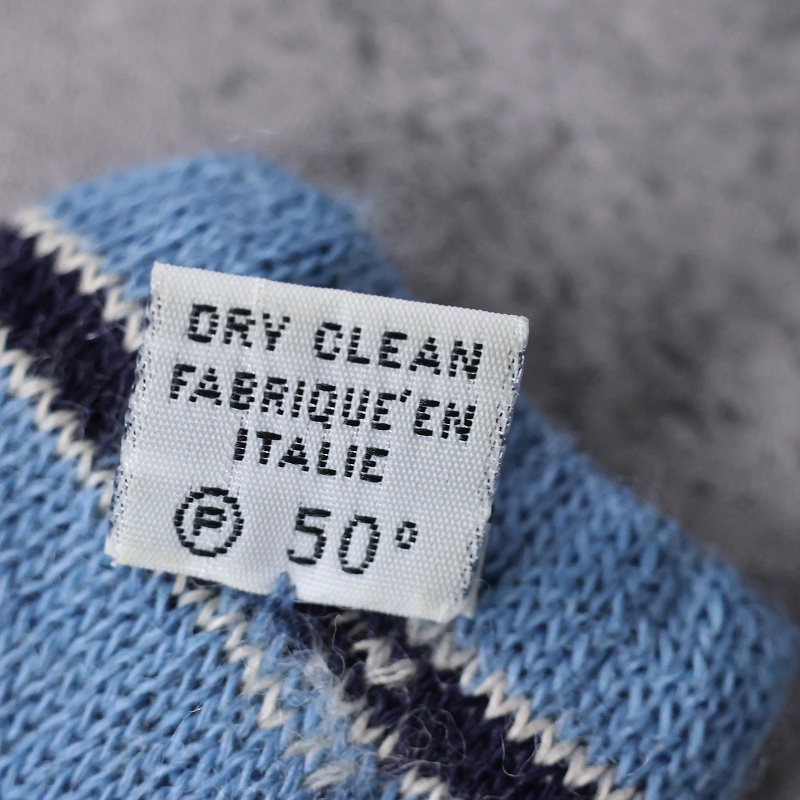 DRY CLEAN
FABRIQUE'EN
ITALIE
Ⓟ 50°